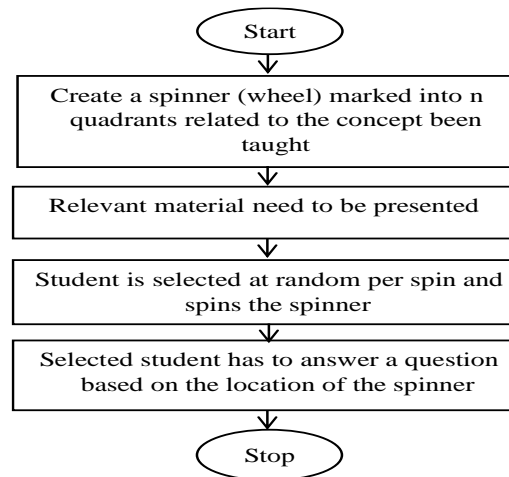 Start
Create a spinner (wheel) marked into n
quadrants related to the concept been
taught
Relevant material need to be presented
Student is selected at random per spin and
spins the spinner
Selected student has to answer a question
based on the location of the spinner
Stop